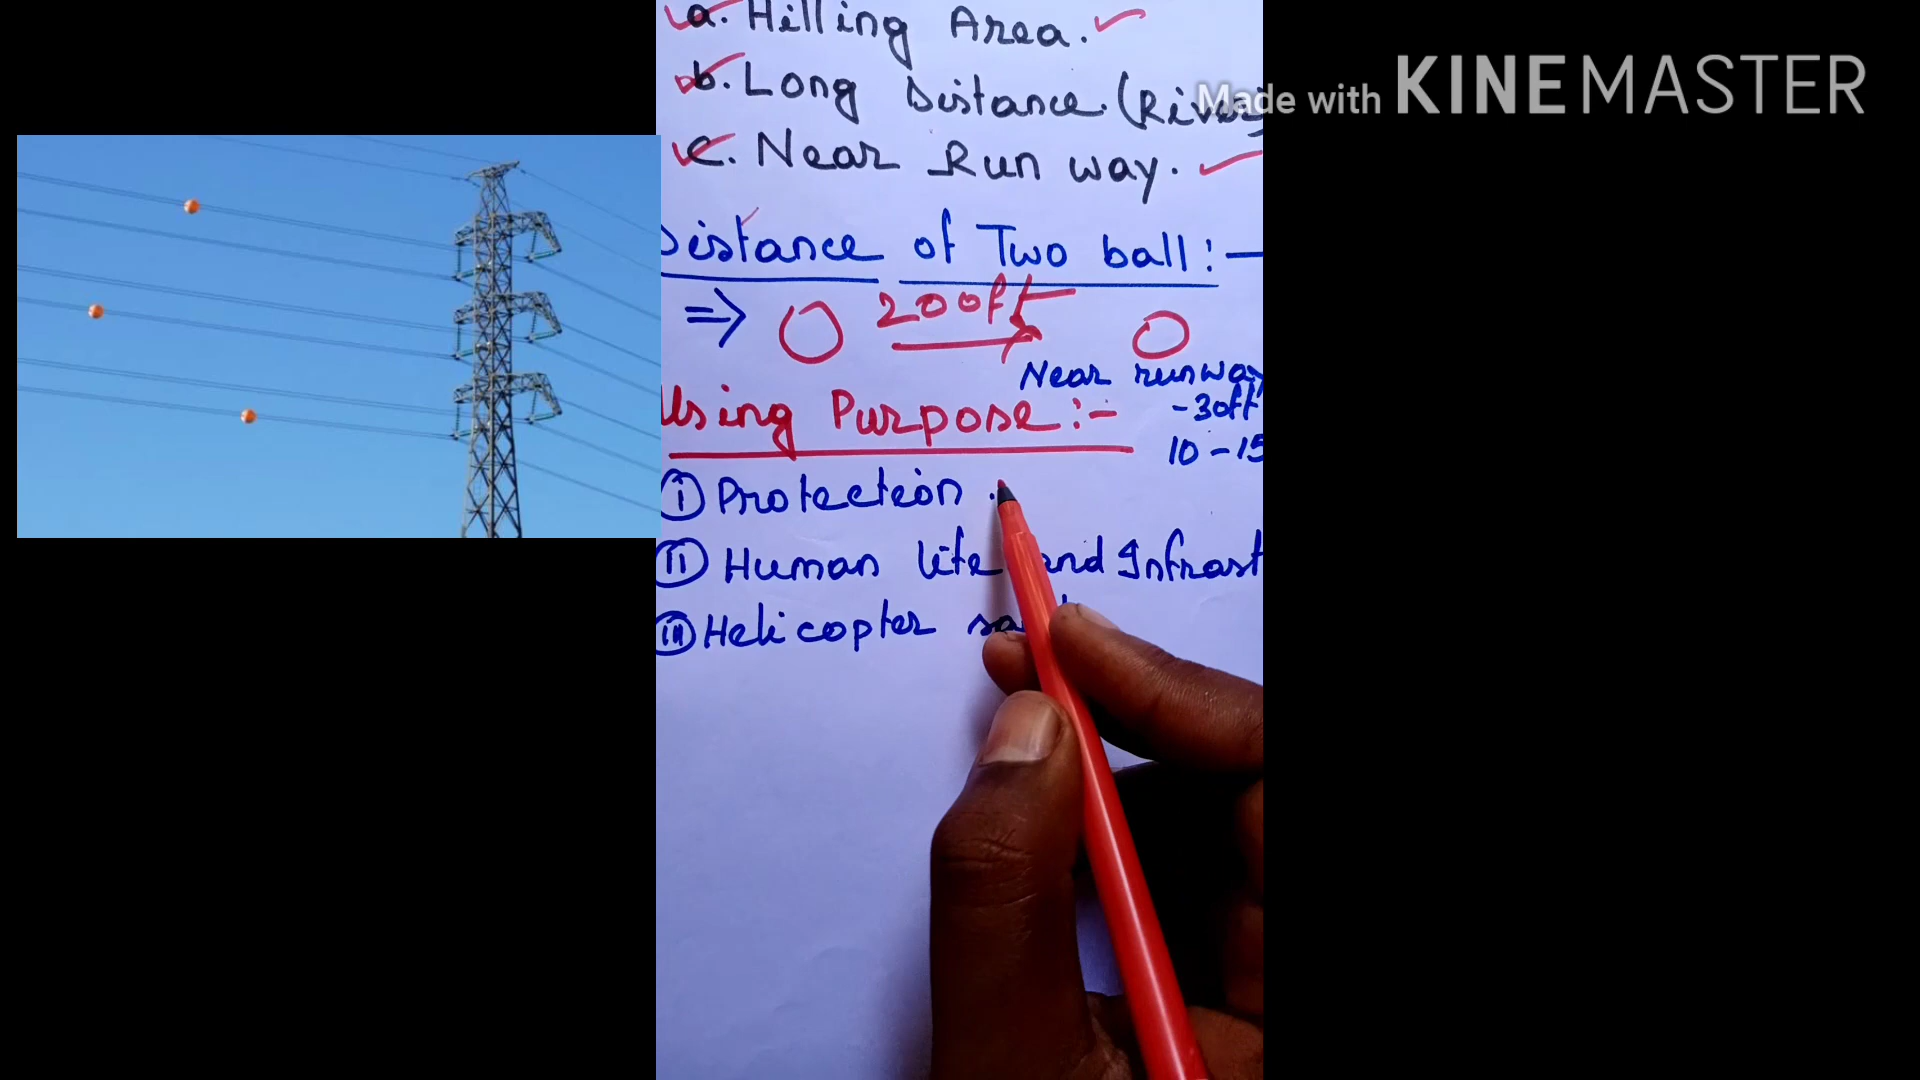 a. Hilling Area.
b. Long Distance. (River)
c. Near Run way.
Distance of Two ball:-
⇒ 200ft
Near runway
-30ft
10-15
Using Purpose:-
(i) Protection.
(ii) Human life and Infrast
(iii) Helicopter
Made with KINEMASTER